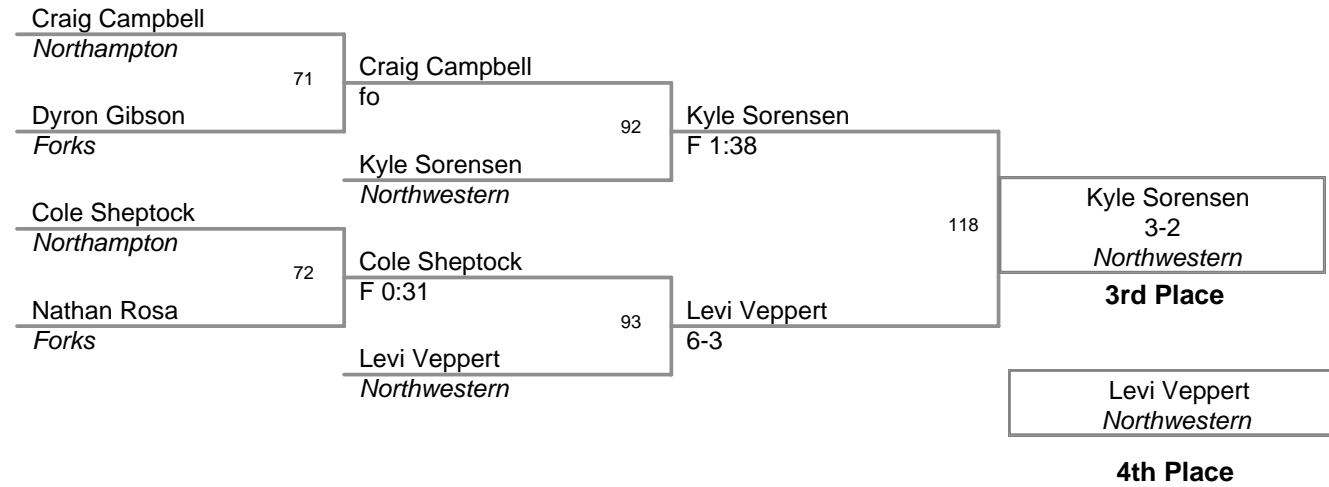 Craig Campbell
Northampton
71
Dyron Gibson
Forks
Cole Sheptock
Northampton
72
Nathan Rosa
Forks
Craig Campbell
fo
92
Kyle Sorensen
Northwestern
Cole Sheptock
F 0:31
93
Levi Veppert
Northwestern
Kyle Sorensen
F 1:38
118
Levi Veppert
6-3
Kyle Sorensen
3-2
Northwestern
3rd Place
Levi Veppert
Northwestern
4th Place